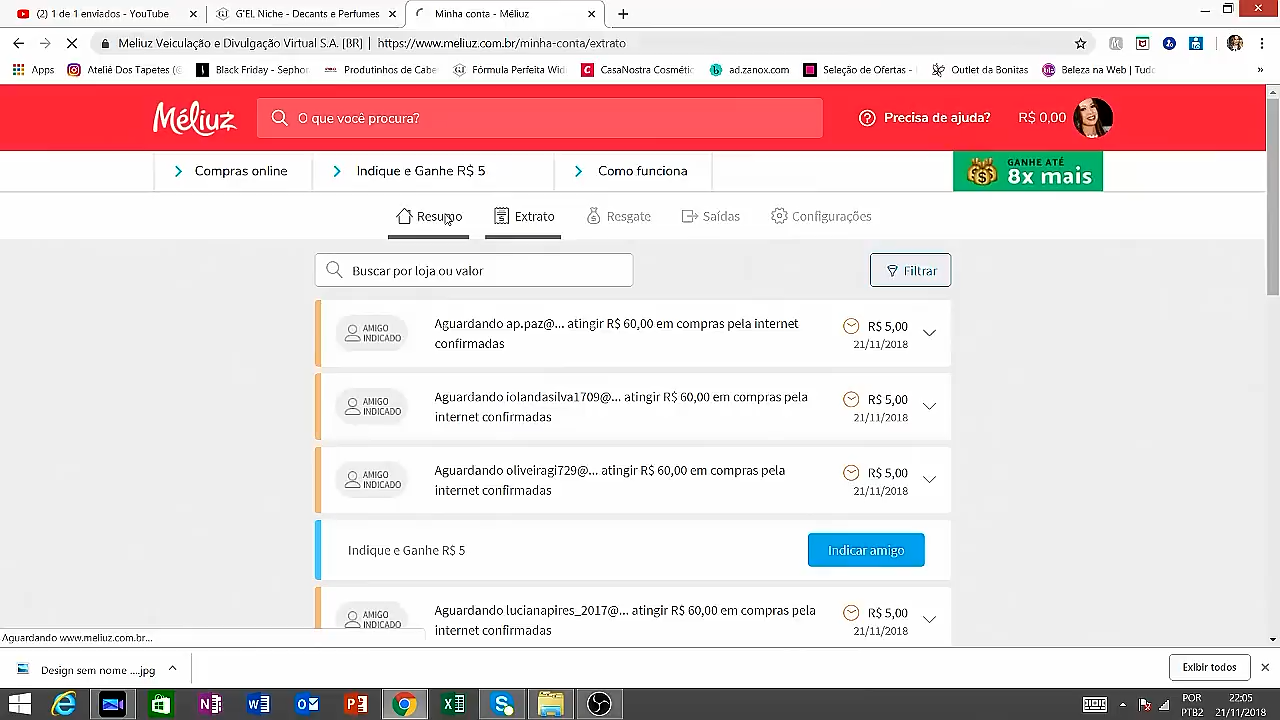 (2) 1 de 1 enviados - YouTube
G'EL Niche - Decants e Perfumes
Minha conta - Méliuz
Meliuz Veiculação e Divulgação Virtual S.A. [BR] | https://www.meliuz.com.br/minha-conta/extrato
Apps
Ateliê Dos Tapetes (@
Black Friday - Sepho
Produtinhos de Cabe
Fórmula Perfeita Wid
CasaNovara Cosmétic
ad.zanox.com
Seleção de Ofertas -
Outlet da Bonitas
Beleza na Web | Tudo
»
Méliuz
O que você procura?
Precisa de ajuda?
R$ 0,00
Compras online
Indique e Ganhe R$ 5
Como funciona
GANHE ATÉ
8x mais
Resumo
Extrato
Resgate
Saídas
Configurações
Buscar por loja ou valor
Filtrar
AMIGO
INDICADO
Aguardando ap.paz@... atingir R$ 60,00 em compras pela internet
confirmadas
R$ 5,00
21/11/2018
AMIGO
INDICADO
Aguardando iolandasilva1709@... atingir R$ 60,00 em compras pela
internet confirmadas
R$ 5,00
21/11/2018
AMIGO
INDICADO
Aguardando oliveiragi729@... atingir R$ 60,00 em compras pela
internet confirmadas
R$ 5,00
21/11/2018
Indique e Ganhe R$ 5
Indicar amigo
AMIGO
INDICADO
Aguardando lucianapires_2017@... atingir R$ 60,00 em compras pela
internet confirmadas
R$ 5,00
21/11/2018
Aguardando www.meliuz.com.br...
Design sem nome ....jpg
Exibir todos
POR
PTB2
22:05
21/11/2018